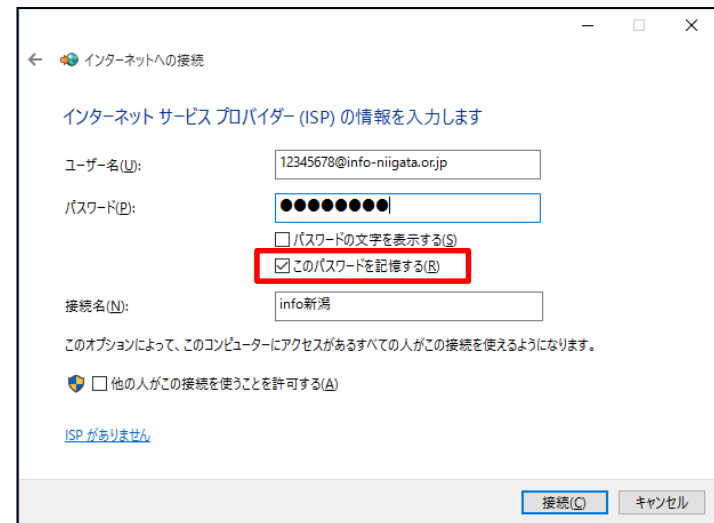 インターネットへの接続
インターネット サービス プロバイダー (ISP) の情報を入力します
ユーザー名(U):
12345678@info-niigata.or.jp
パスワード(P):
●●●●●●●●
パスワードの文字を表示する(S)
このパスワードを記憶する(R)
接続名(N):
info新潟
このオプションによって、このコンピューターにアクセスがあるすべての人がこの接続を使えるようになります。
他の人がこの接続を使うことを許可する(A)
ISP がありません
接続(C)
キャンセル